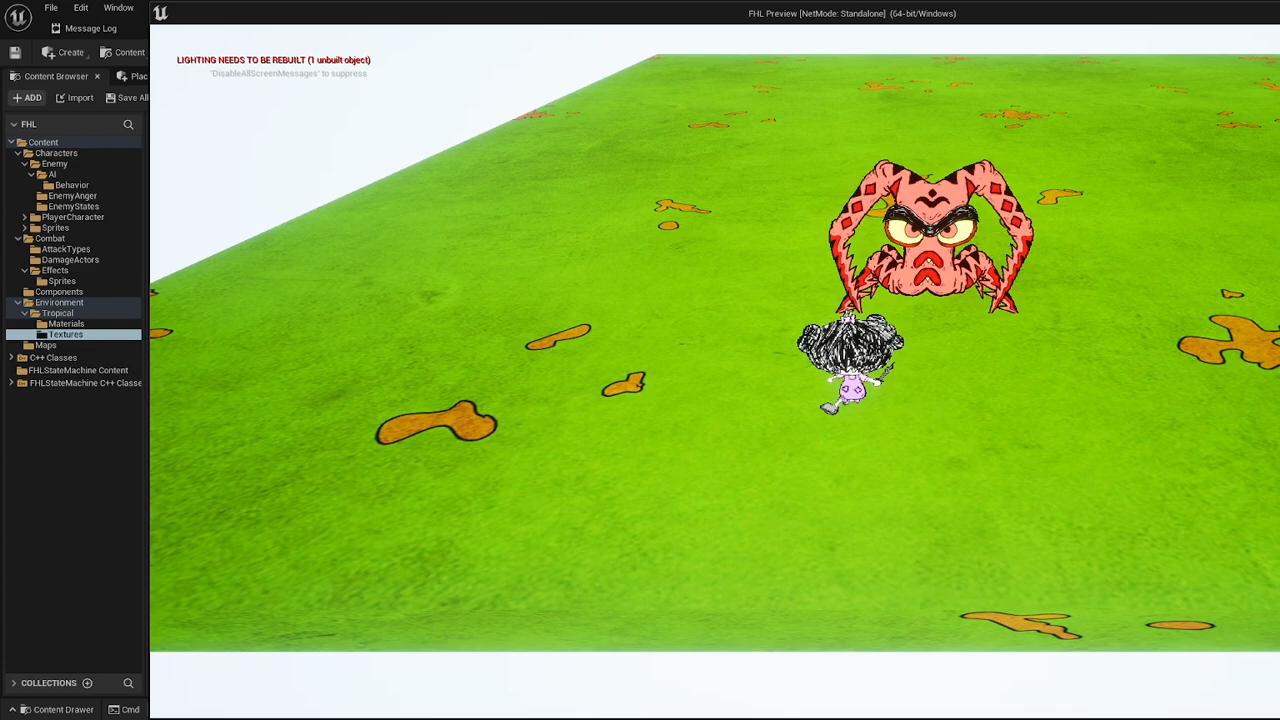 File Edit Window
FHL Preview [NetMode: Standalone] (64-bit/Windows)
Message Log
Create Content
LIGHTING NEEDS TO BE REBUILT (1 unbuilt object)
'DisableAllScreenMessages' to suppress
Content Browser Plac
ADD Import Save All
FHL
Content
Characters
Enemy
AI
Behavior
EnemyAnger
EnemyStates
PlayerCharacter
Sprites
Combat
AttackTypes
DamageActors
Effects
Sprites
Components
Environment
Tropical
Materials
Textures
Maps
C++ Classes
FHLStateMachine Content
FHLStateMachine C++ Classe
COLLECTIONS
Content Drawer Cmd